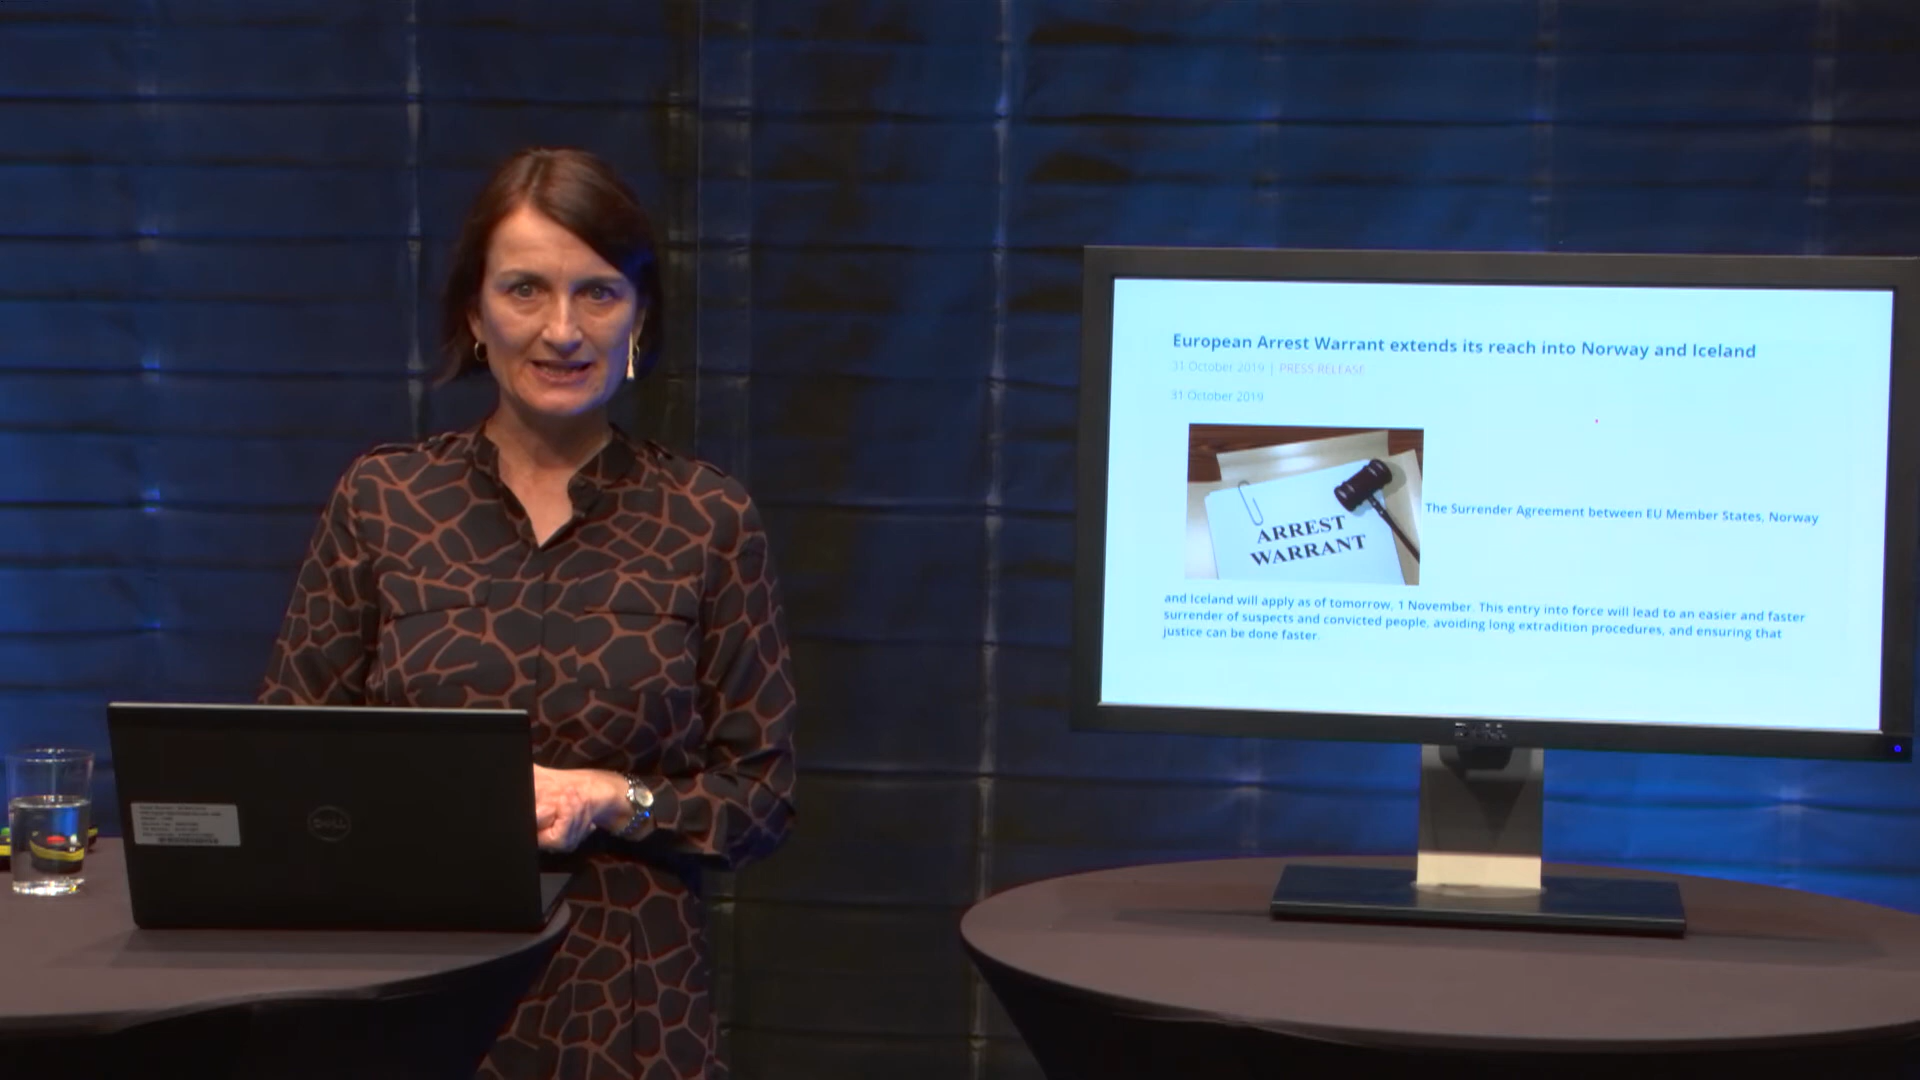 European Arrest Warrant extends its reach into Norway and Iceland
31 October 2019 | PRESS RELEASE
31 October 2019
ARREST
WARRANT
The Surrender Agreement between EU Member States, Norway
and Iceland will apply as of tomorrow, 1 November. This entry into force will lead to an easier and faster
surrender of suspects and convicted people, avoiding long extradition procedures, and ensuring that
justice can be done faster.
DELL